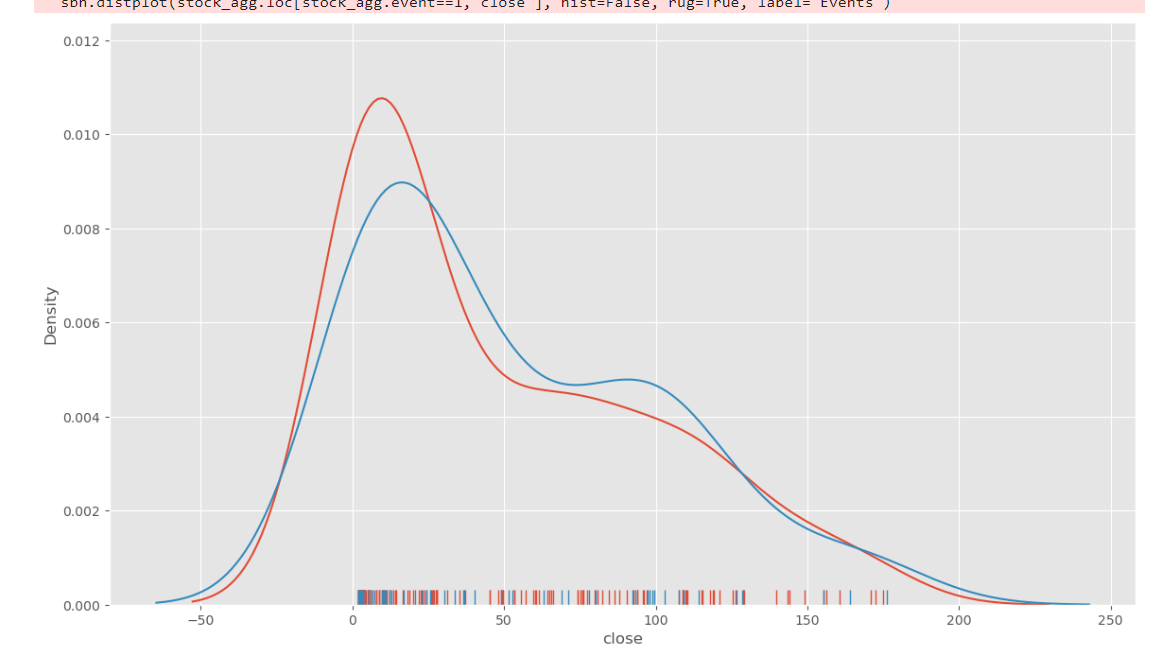 sbn.distplot(stock_agg.loc[stock_agg.event==1, 'close'], hist=False, rug=True, label='Events')
0.012
0.010
0.008
0.006
0.004
0.002
0.000
Density
−50 0 50 100 150 200 250
close